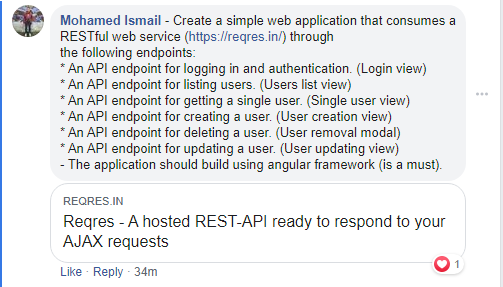 Mohamed Ismail - Create a simple web application that consumes a
RESTful web service (https://reqres.in/) through
the following endpoints:
* An API endpoint for logging in and authentication. (Login view)
* An API endpoint for listing users. (Users list view)
* An API endpoint for getting a single user. (Single user view)
* An API endpoint for creating a user. (User creation view)
* An API endpoint for deleting a user. (User removal modal)
* An API endpoint for updating a user. (User updating view)
- The application should build using angular framework (is a must).
REQRES.IN
Reqres - A hosted REST-API ready to respond to your
AJAX requests
1
Like · Reply · 34m